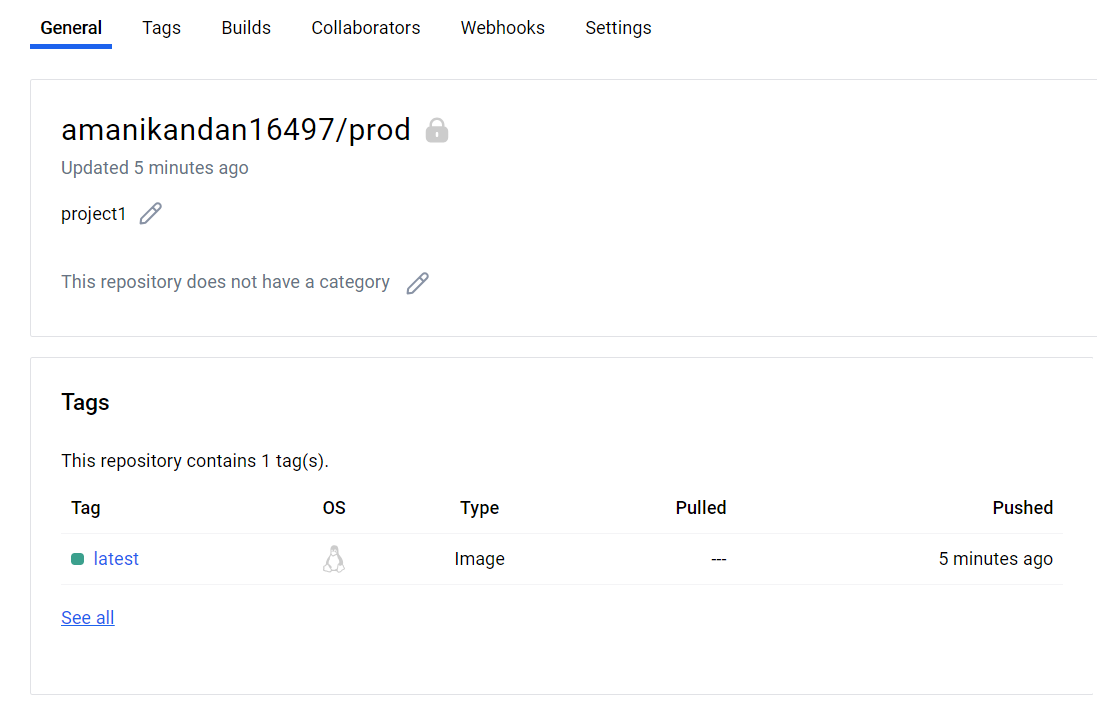 General Tags Builds Collaborators Webhooks Settings
amanikandan16497/prod
Updated 5 minutes ago
project1
This repository does not have a category
Tags
This repository contains 1 tag(s).
Tag OS Type Pulled Pushed
latest Image --- 5 minutes ago
See all